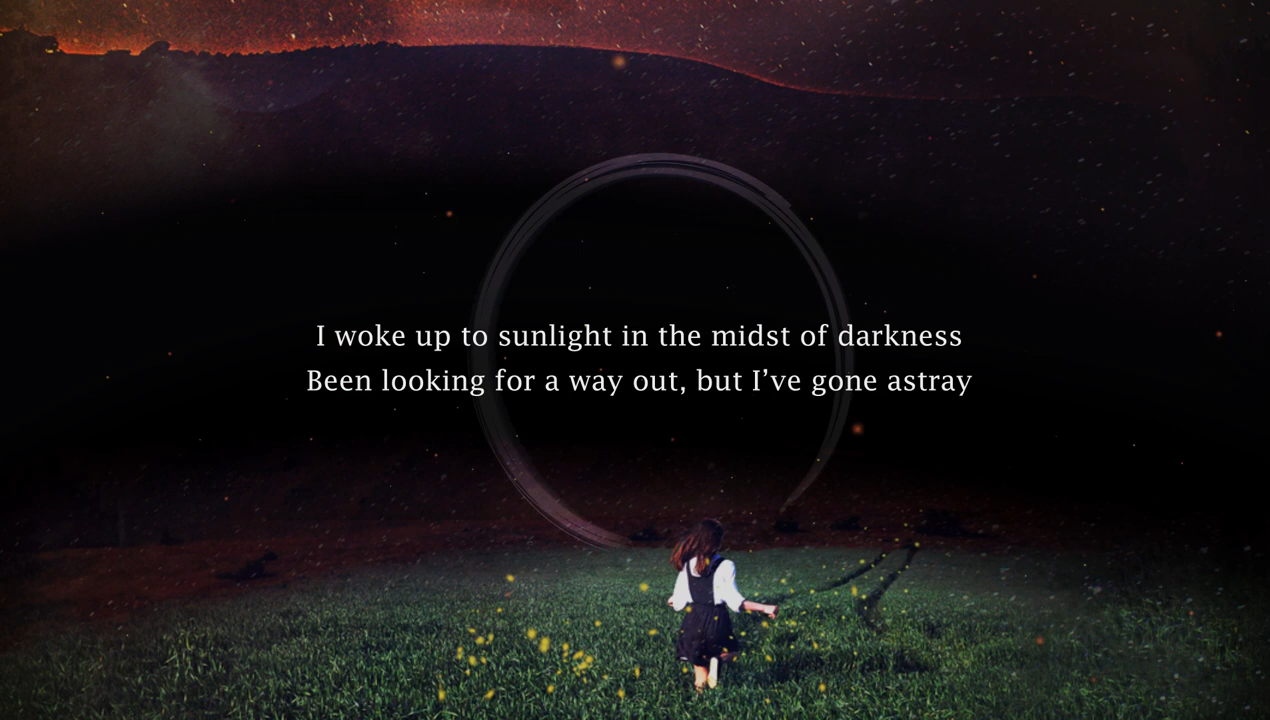 I woke up to sunlight in the midst of darkness
Been looking for a way out, but I’ve gone astray